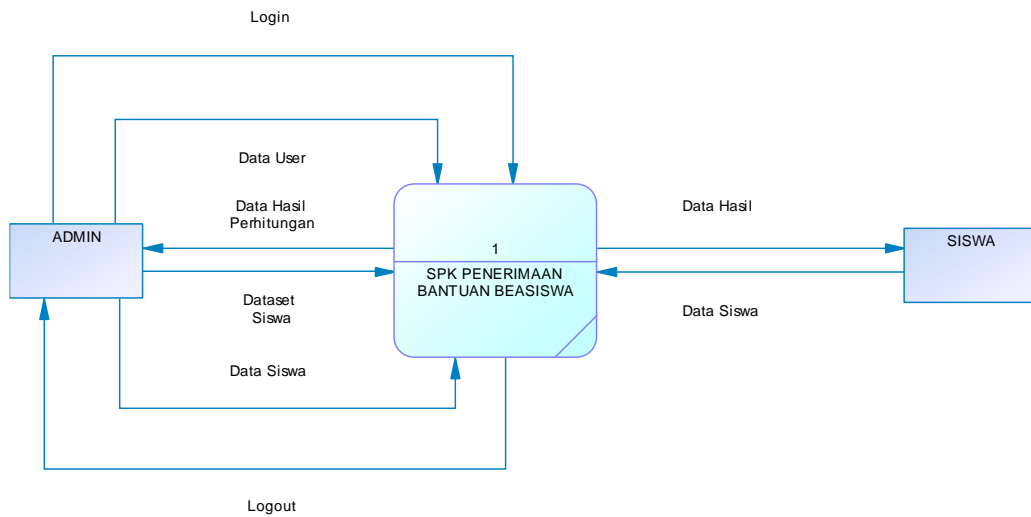 Login
Data User
Data Hasil
Perhitungan
Data Hasil
ADMIN
1
SISWA
SPK PENERIMAAN
BANTUAN BEASISWA
Dataset
Siswa
Data Siswa
Data Siswa
Logout